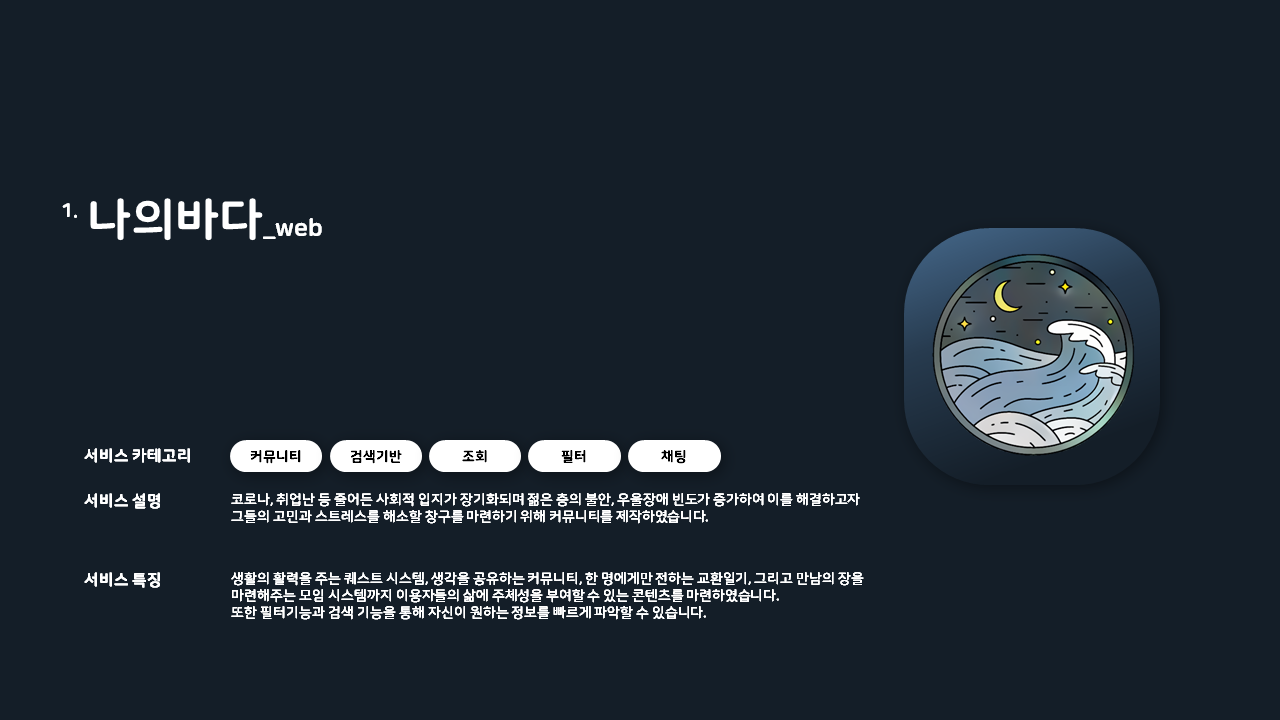 1. 나의바다_web
서비스 카테고리 커뮤니티 검색기반 조회 필터 채팅
서비스 설명 코로나, 취업난 등 줄어든 사회적 입지가 장기화되며 젊은 층의 불안, 우울장애 빈도가 증가하여 이를 해결하고자
그들의 고민과 스트레스를 해소할 창구를 마련하기 위해 커뮤니티를 제작하였습니다.
서비스 특징 생활의 활력을 주는 퀘스트 시스템, 생각을 공유하는 커뮤니티, 한 명에게만 전하는 교환일기, 그리고 만남의 장을
마련해주는 모임 시스템까지 이용자들의 삶에 주체성을 부여할 수 있는 콘텐츠를 마련하였습니다.
또한 필터기능과 검색 기능을 통해 자신이 원하는 정보를 빠르게 파악할 수 있습니다.